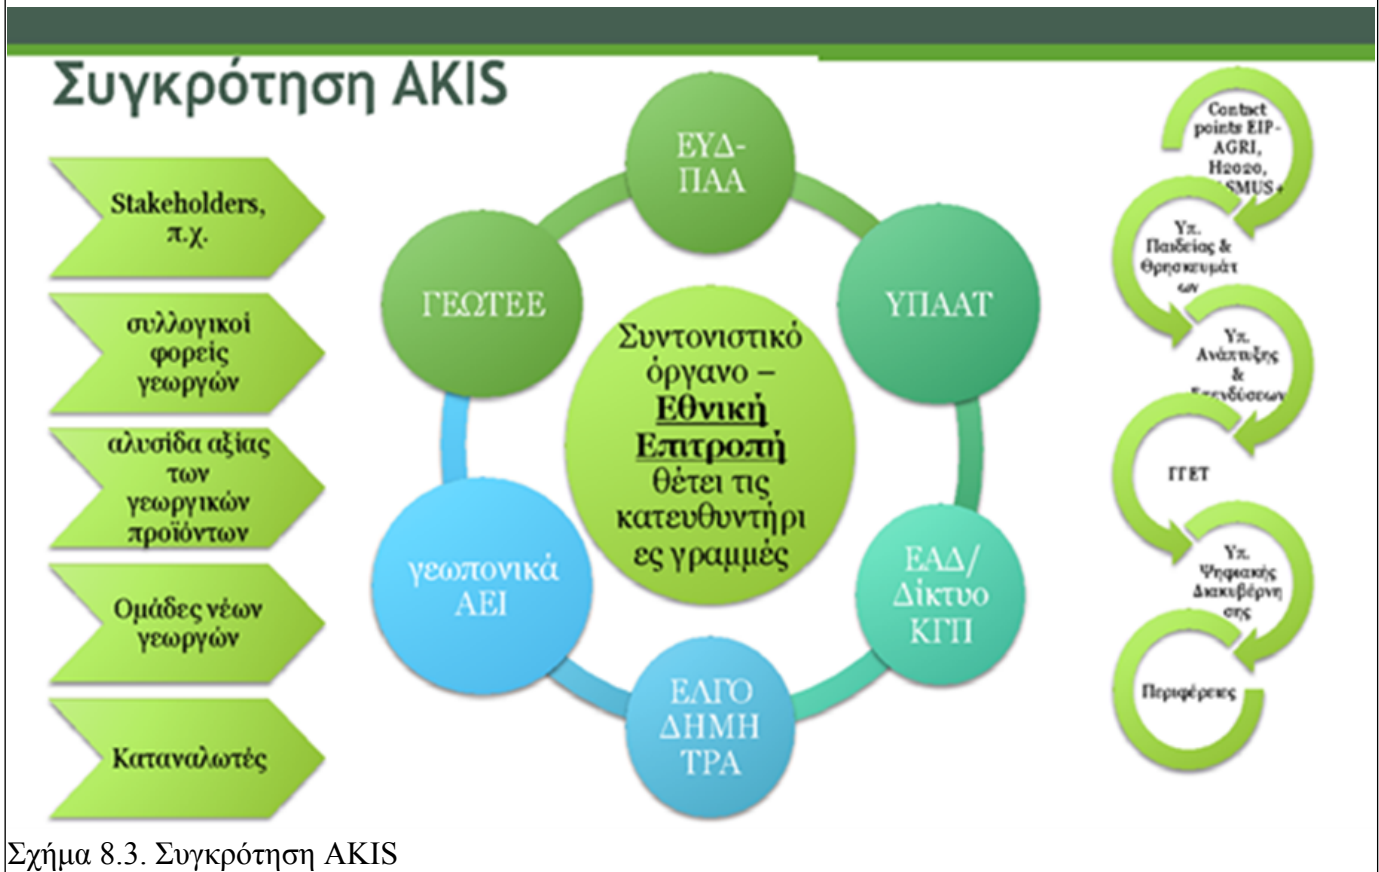 Συγκρότηση AKIS
Stakeholders,
π.χ.
συλλογικοί
φορείς
γεωργών
αλυσίδα αξίας
των
γεωργικών
προϊόντων
Ομάδες νέων
γεωργών
Καταναλωτές
ΕΥΔ-
ΠΑΑ
ΥΠΑΑΤ
ΕΑΔ/
Δίκτυο
ΚΓΠ
ΕΛΓΟ
ΔΗΜΗ
ΤΡΑ
γεωπονικά
ΑΕΙ
ΓΕΩΤΕΕ
Συντονιστικό
όργανο –
Εθνική
Επιτροπή
θέτει τις
κατευθυντήρι
ες γραμμές
Contact
points EIP-
AGRI,
H2020,
SMUS+
Υπ.
Παιδείας &
Θρησκευμάτ
ων
Υπ.
Ανάπτυξης
&
ΓΓΕΤ
Υπ.
Ψηφιακής
Διακυβέρνη
σης
Περιφέρειες
Σχήμα 8.3. Συγκρότηση AKIS